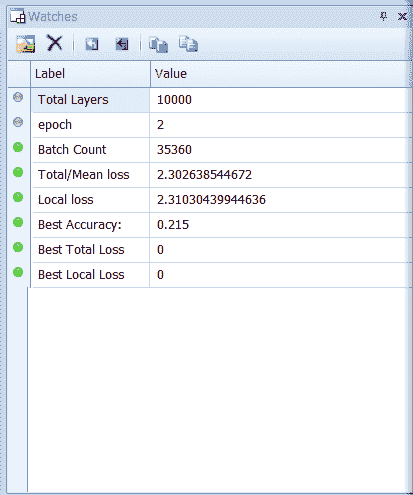 Watches
Label Value
Total Layers 10000
epoch 2
Batch Count 35360
Total/Mean loss 2.302638544672
Local loss 2.31030439944636
Best Accuracy: 0.215
Best Total Loss 0
Best Local Loss 0